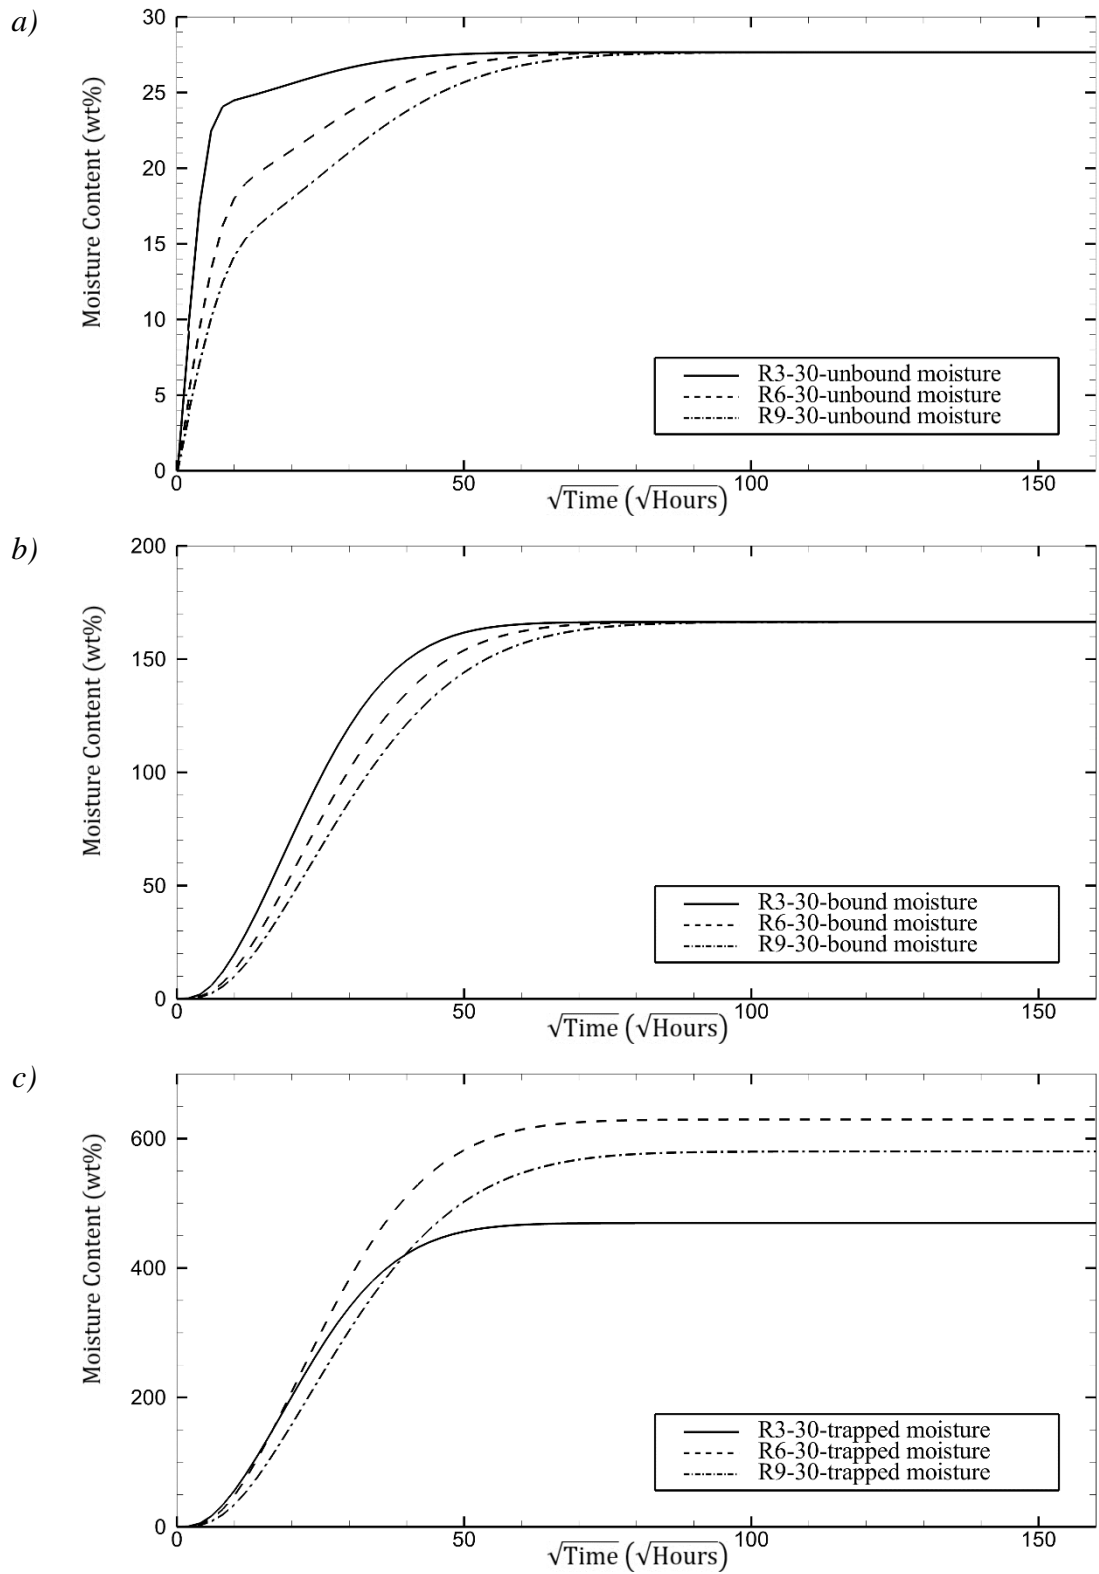 a)
Moisture Content (wt%)
30
25
20
15
10
5
0
0 50 100 150
√Time (√Hours)
R3-30-unbound moisture
R6-30-unbound moisture
R9-30-unbound moisture
b)
Moisture Content (wt%)
200
150
100
50
0
0 50 100 150
√Time (√Hours)
R3-30-bound moisture
R6-30-bound moisture
R9-30-bound moisture
c)
Moisture Content (wt%)
600
400
200
0
0 50 100 150
√Time (√Hours)
R3-30-trapped moisture
R6-30-trapped moisture
R9-30-trapped moisture